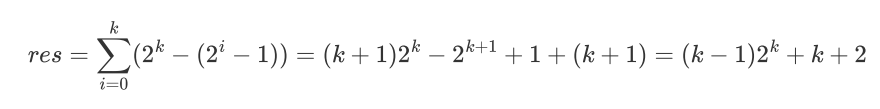 res = \sum_{i=0}^{k} (2^k - (2^i - 1)) = (k + 1)2^k - 2^{k+1} + 1 + (k + 1) = (k - 1)2^k + k + 2